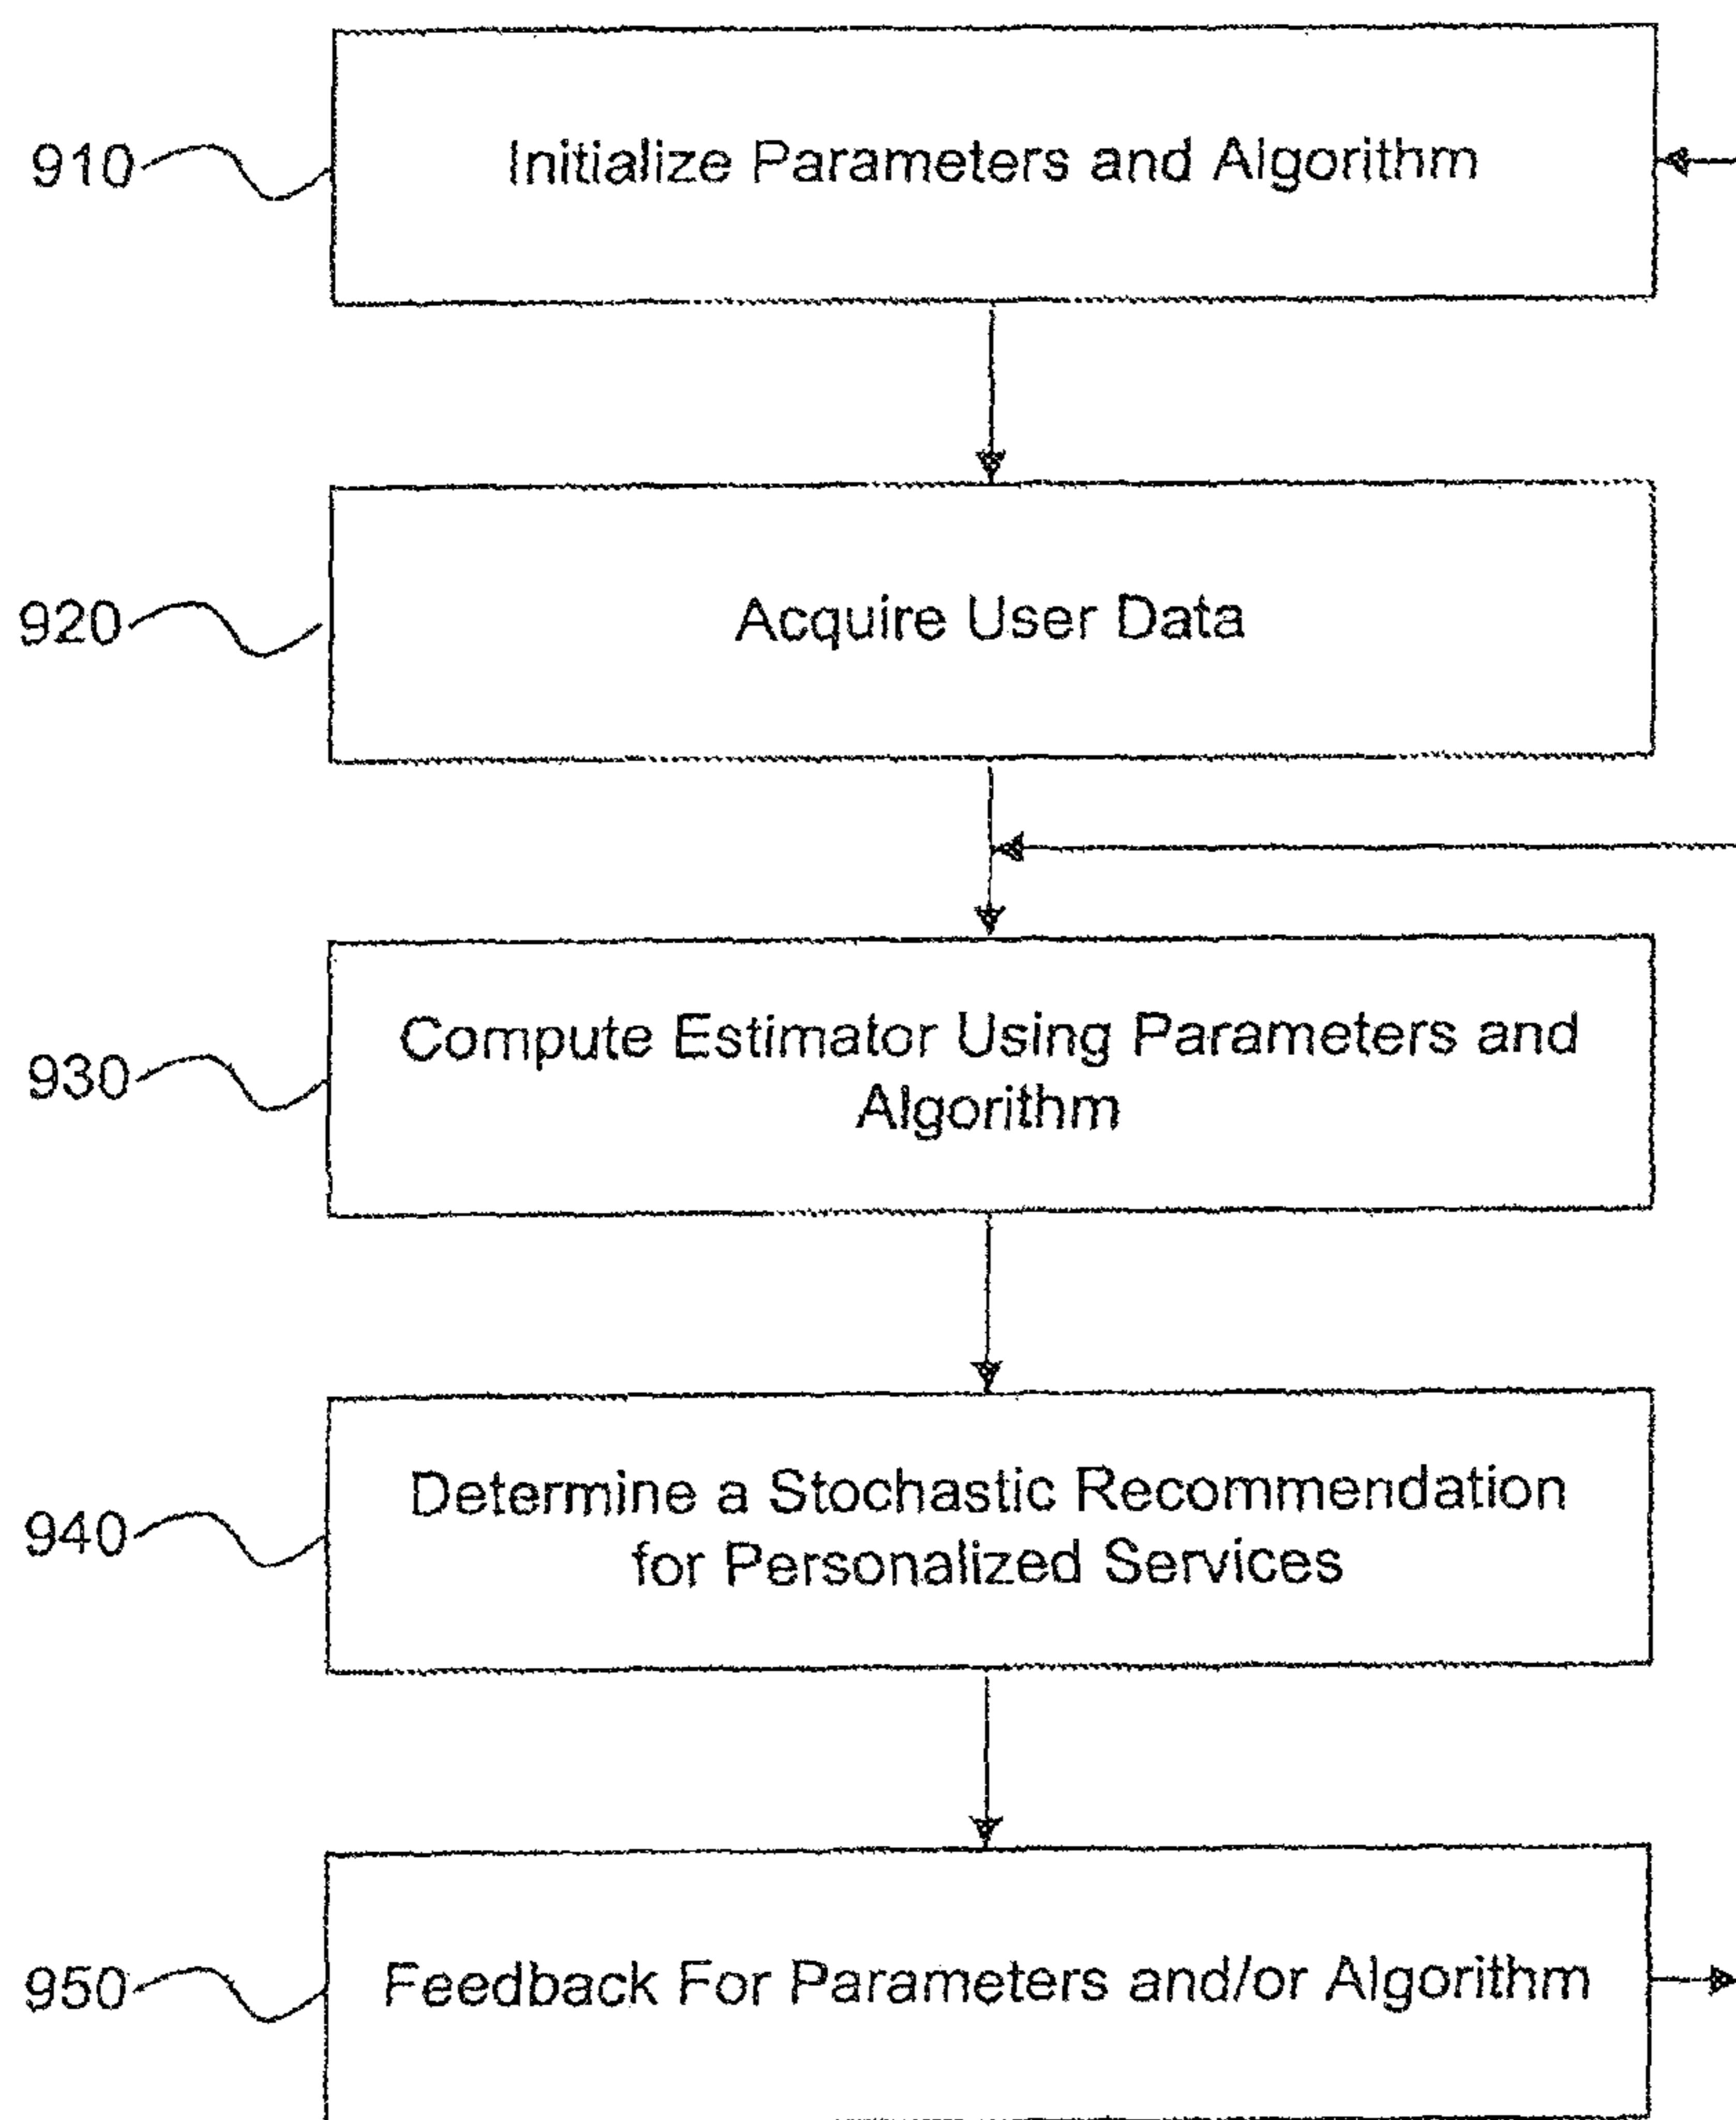 910
Initialize Parameters and Algorithm
920
Acquire User Data
930
Compute Estimator Using Parameters and
Algorithm
940
Determine a Stochastic Recommendation
for Personalized Services
950
Feedback For Parameters and/or Algorithm